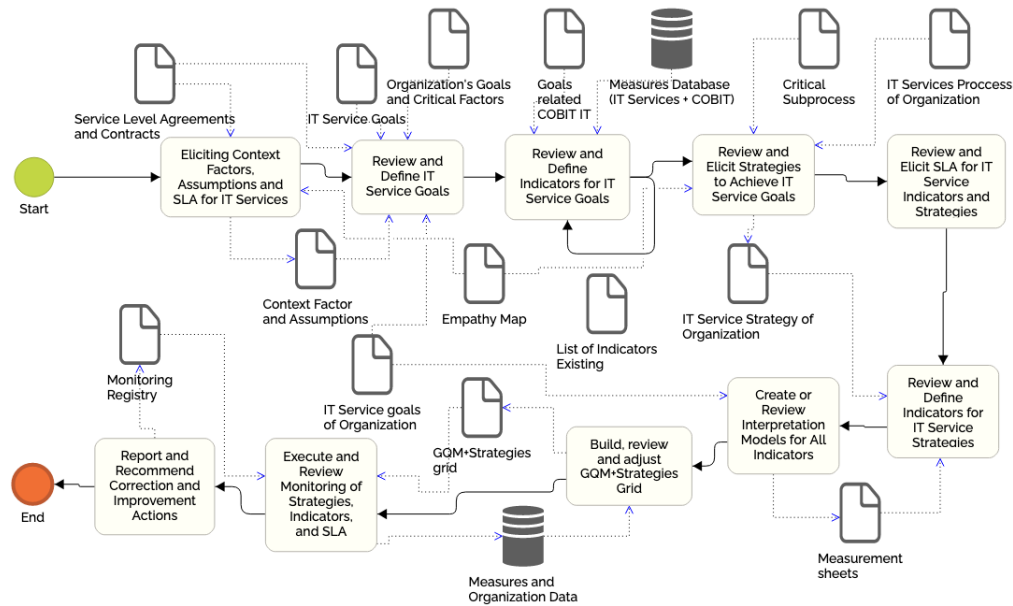 Service Level Agreements
and Contracts
IT Service Goals
Organization's Goals
and Critical Factors
Goals
related
COBIT IT
Measures Database
(IT Services + COBIT)
Critical
Subprocess
IT Services Proccess
of Organization
Start
Eliciting Context
Factors,
Assumptions and
SLA for IT Services
Review and
Define IT
Service Goals
Review and
Define
Indicators for IT
Service Goals
Review and
Elicit Strategies
to Achieve IT
Service Goals
Review and
Elicit SLA for IT
Service
Indicators and
Strategies
Context Factor
and Assumptions
Empathy Map
List of Indicators
Existing
IT Service Strategy of
Organization
Monitoring
Registry
IT Service goals
of Organization
GQM+Strategies
grid
Create or
Review
Interpretation
Models for All
Indicators
Review and
Define
Indicators for
IT Service
Strategies
End
Report and
Recommend
Correction and
Improvement
Actions
Execute and
Review
Monitoring of
Strategies,
Indicators,
and SLA
Build, review
and adjust
GQM+Strategies
Grid
Measures and
Organization Data
Measurement
sheets